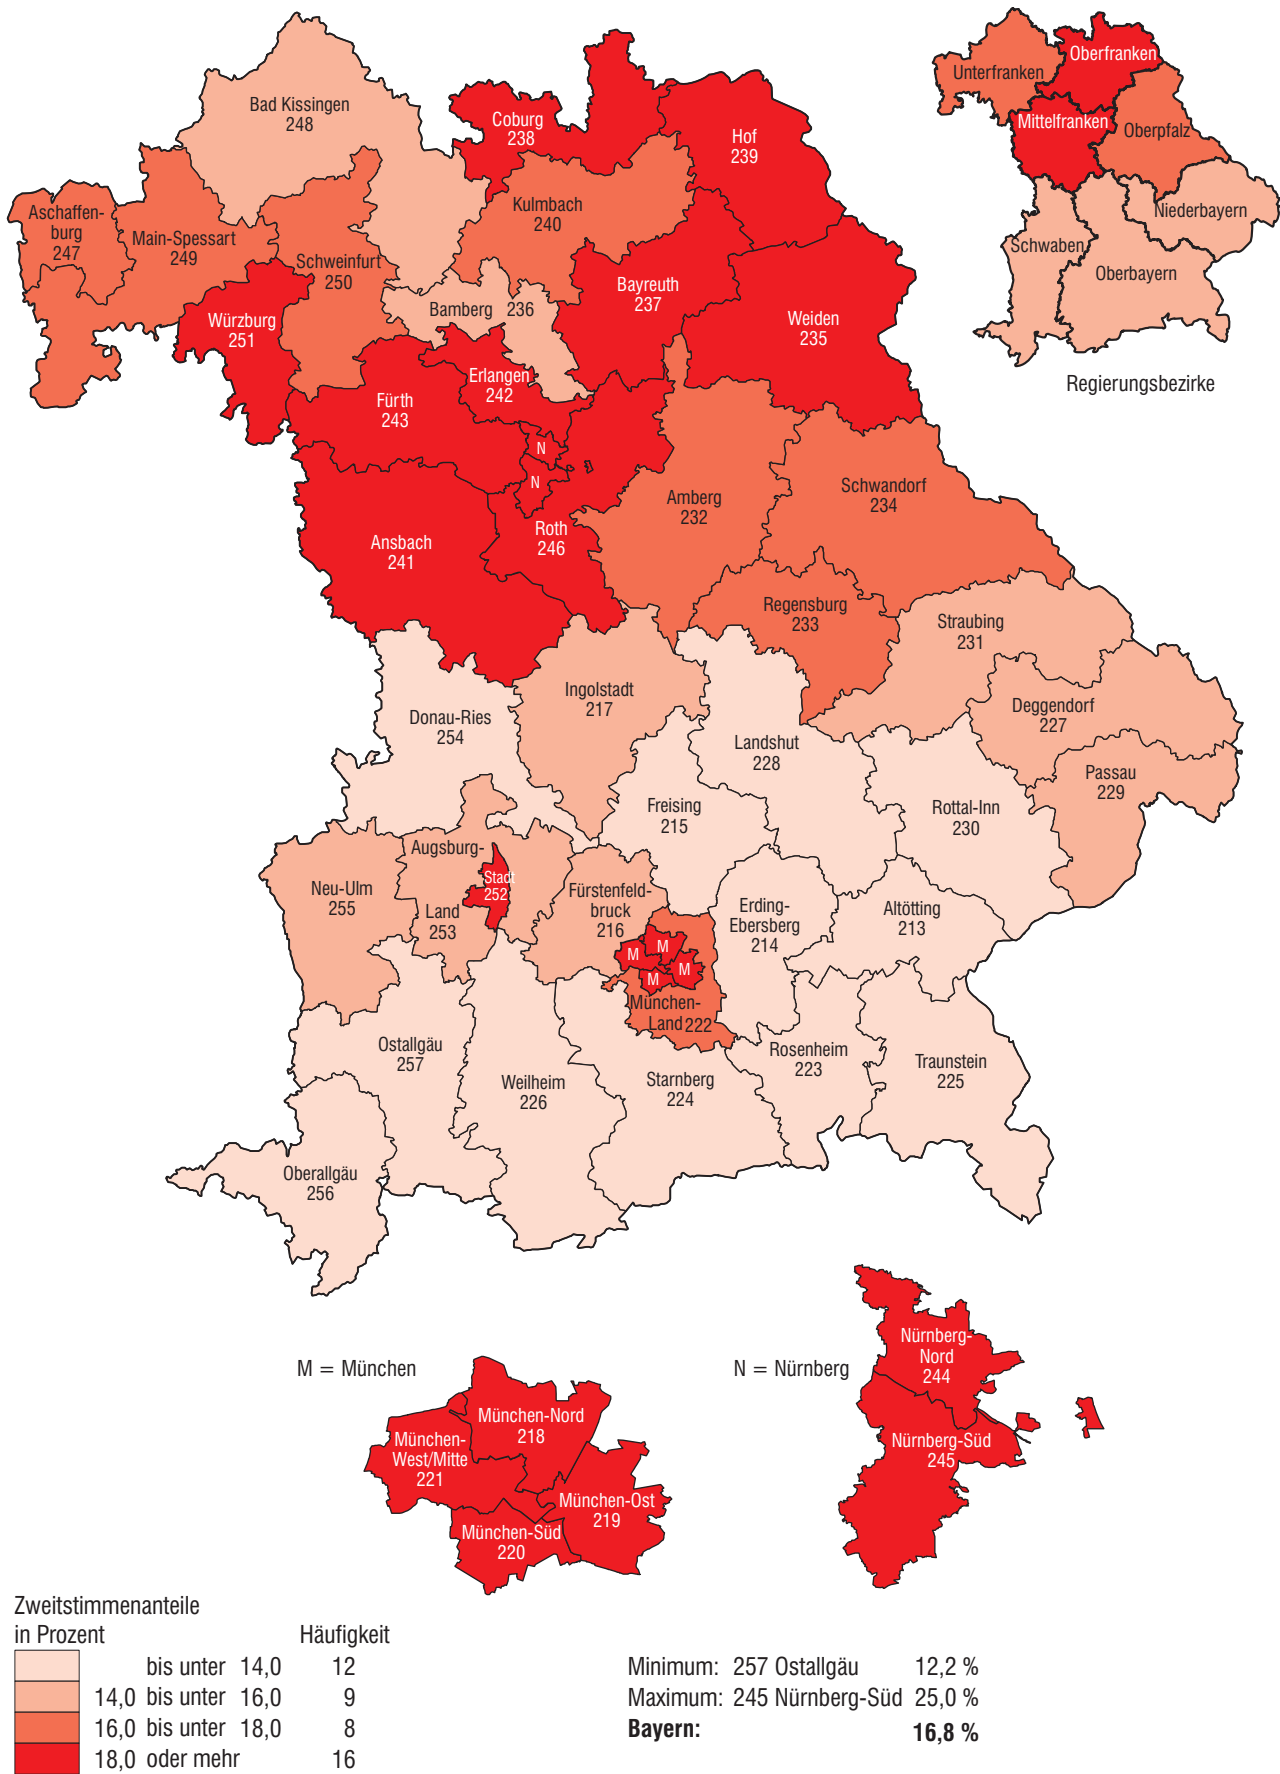 Bad Kissingen
248
Coburg
238
Hof
239
Oberfranken
Unterfranken
Mittelfranken
Oberpfalz
Niederbayern
Schwaben
Oberbayern
Regierungsbezirke
Aschaffen-
burg
247
Main-Spessart
249
Schweinfurt
250
Kulmbach
240
Bayreuth
237
Weiden
235
Bamberg 236
Würzburg
251
Erlangen
242
Fürth
243
N
N
Ansbach
241
Roth
246
Amberg
232
Schwandorf
234
Regensburg
233
Straubing
231
Deggendorf
227
Passau
229
Ingolstadt
217
Donau-Ries
254
Landshut
228
Freising
215
Rottal-Inn
230
Augsburg-
Stadt
252
Land
253
Neu-Ulm
255
Fürstenfeld-
bruck
216
Erding-
Ebersberg
214
Altötting
213
M
M
M
M
München-
Land 222
Ostallgäu
257
Weilheim
226
Starnberg
224
Rosenheim
223
Traunstein
225
Oberallgäu
256
M = München
München-Nord
218
München-
West/Mitte
221
München-Ost
219
München-Süd
220
N = Nürnberg
Nürnberg-
Nord
244
Nürnberg-Süd
245
Zweitstimmenanteile
in Prozent Häufigkeit
bis unter 14,0 12
14,0 bis unter 16,0 9
16,0 bis unter 18,0 8
18,0 oder mehr 16
Minimum: 257 Ostallgäu 12,2 %
Maximum: 245 Nürnberg-Süd 25,0 %
Bayern: 16,8 %